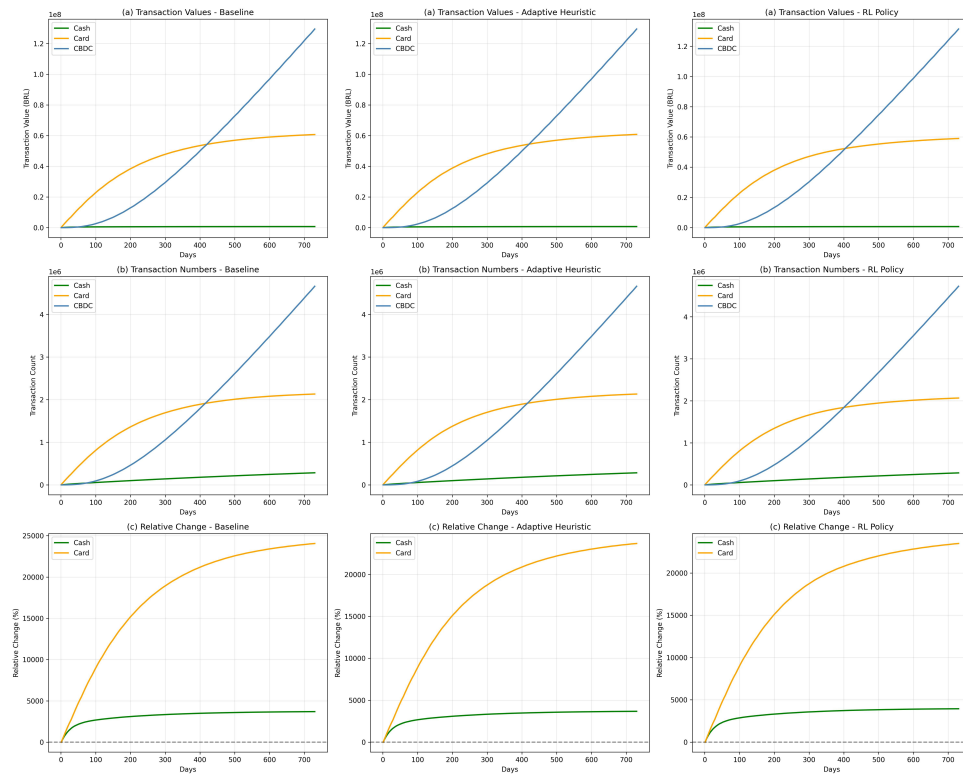 (a) Transaction Values - Baseline
1e8
Cash
Card
CBDC
1.2
1.0
0.8
0.6
0.4
0.2
0.0
Transaction Value (BRL)
0 100 200 300 400 500 600 700
Days
(a) Transaction Values - Adaptive Heuristic
1e8
Cash
Card
CBDC
1.2
1.0
0.8
0.6
0.4
0.2
0.0
Transaction Value (BRL)
0 100 200 300 400 500 600 700
Days
(a) Transaction Values - RL Policy
1e8
Cash
Card
CBDC
1.2
1.0
0.8
0.6
0.4
0.2
0.0
Transaction Value (BRL)
0 100 200 300 400 500 600 700
Days
(b) Transaction Numbers - Baseline
1e6
Cash
Card
CBDC
4
3
2
1
0
Transaction Count
0 100 200 300 400 500 600 700
Days
(b) Transaction Numbers - Adaptive Heuristic
1e6
Cash
Card
CBDC
4
3
2
1
0
Transaction Count
0 100 200 300 400 500 600 700
Days
(b) Transaction Numbers - RL Policy
1e6
Cash
Card
CBDC
4
3
2
1
0
Transaction Count
0 100 200 300 400 500 600 700
Days
(c) Relative Change - Baseline
Cash
Card
25000
20000
15000
10000
5000
0
Relative Change (%)
0 100 200 300 400 500 600 700
Days
(c) Relative Change - Adaptive Heuristic
Cash
Card
20000
15000
10000
5000
0
Relative Change (%)
0 100 200 300 400 500 600 700
Days
(c) Relative Change - RL Policy
Cash
Card
20000
15000
10000
5000
0
Relative Change (%)
0 100 200 300 400 500 600 700
Days